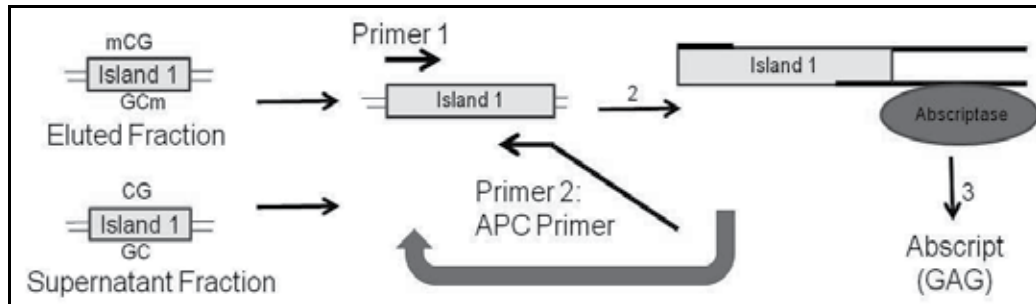 mCG
Island 1
GCm
Eluted Fraction
CG
Island 1
GC
Supernatant Fraction
Primer 1
Island 1
Primer 2:
APC Primer
2
Island 1
Abscriptase
3
Abscript
(GAG)